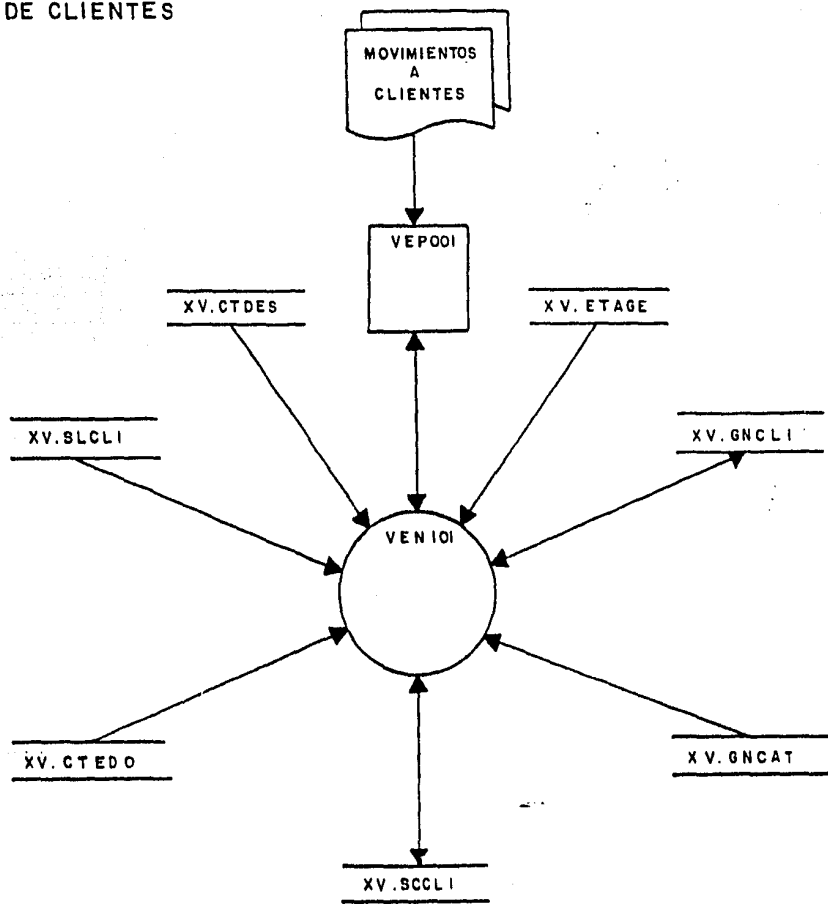 DE CLIENTES
MOVIMIENTOS
A
CLIENTES
VEP001
XV.CTDES
XV.ETAGE
XV.SLCLI
XV.GNCLI
VEN101
XV.CTEDO
XV.GNCAT
XV.SCCLI